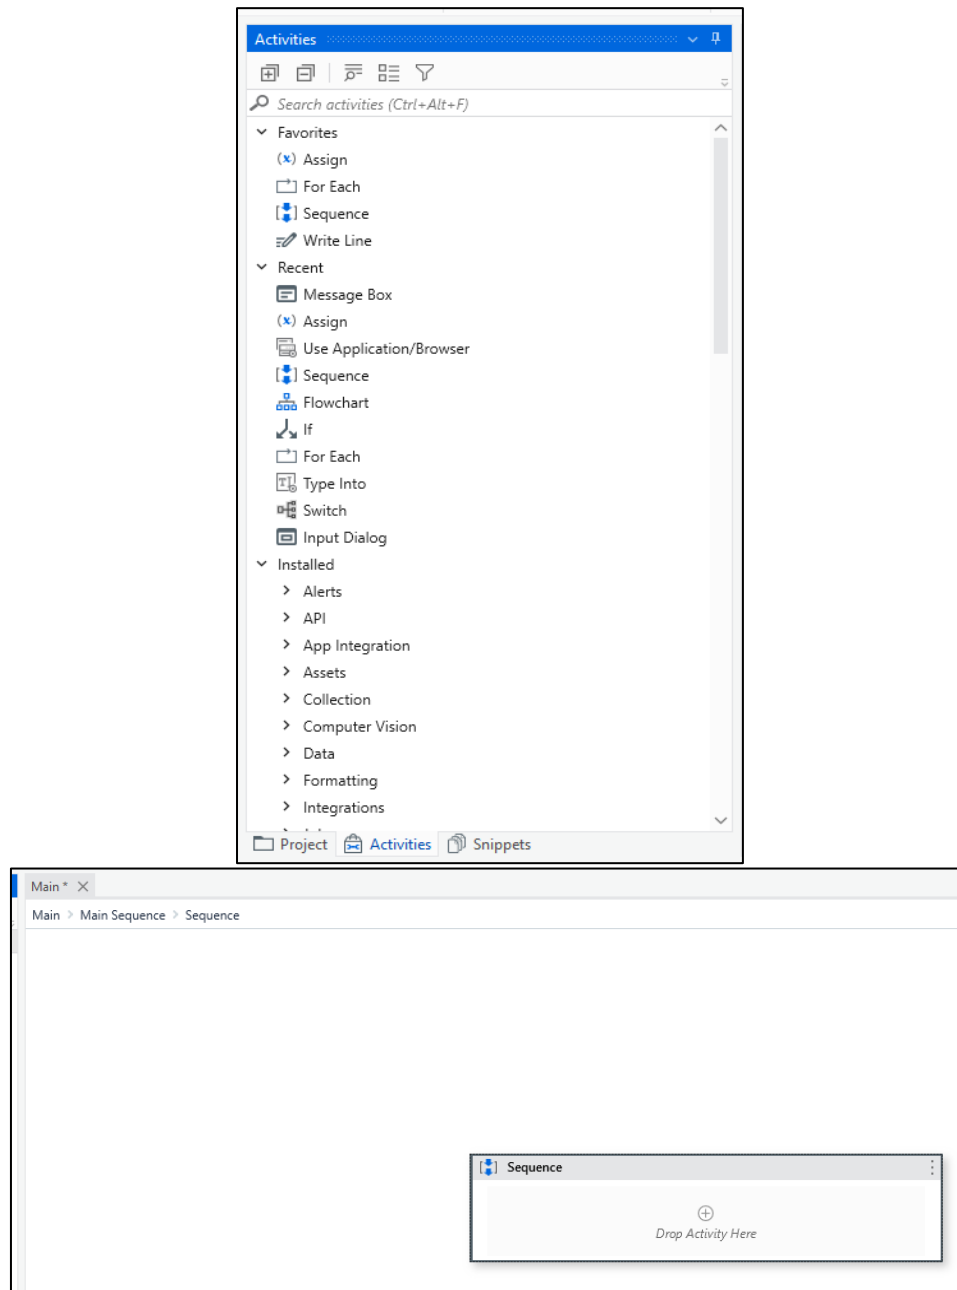 Activities
Search activities (Ctrl+Alt+F)
Favorites
(x) Assign
For Each
Sequence
Write Line
Recent
Message Box
(x) Assign
Use Application/Browser
Sequence
Flowchart
If
For Each
Type Into
Switch
Input Dialog
Installed
Alerts
API
App Integration
Assets
Collection
Computer Vision
Data
Formatting
Integrations
Project Activities Snippets
Main *
Main > Main Sequence > Sequence
Sequence
Drop Activity Here